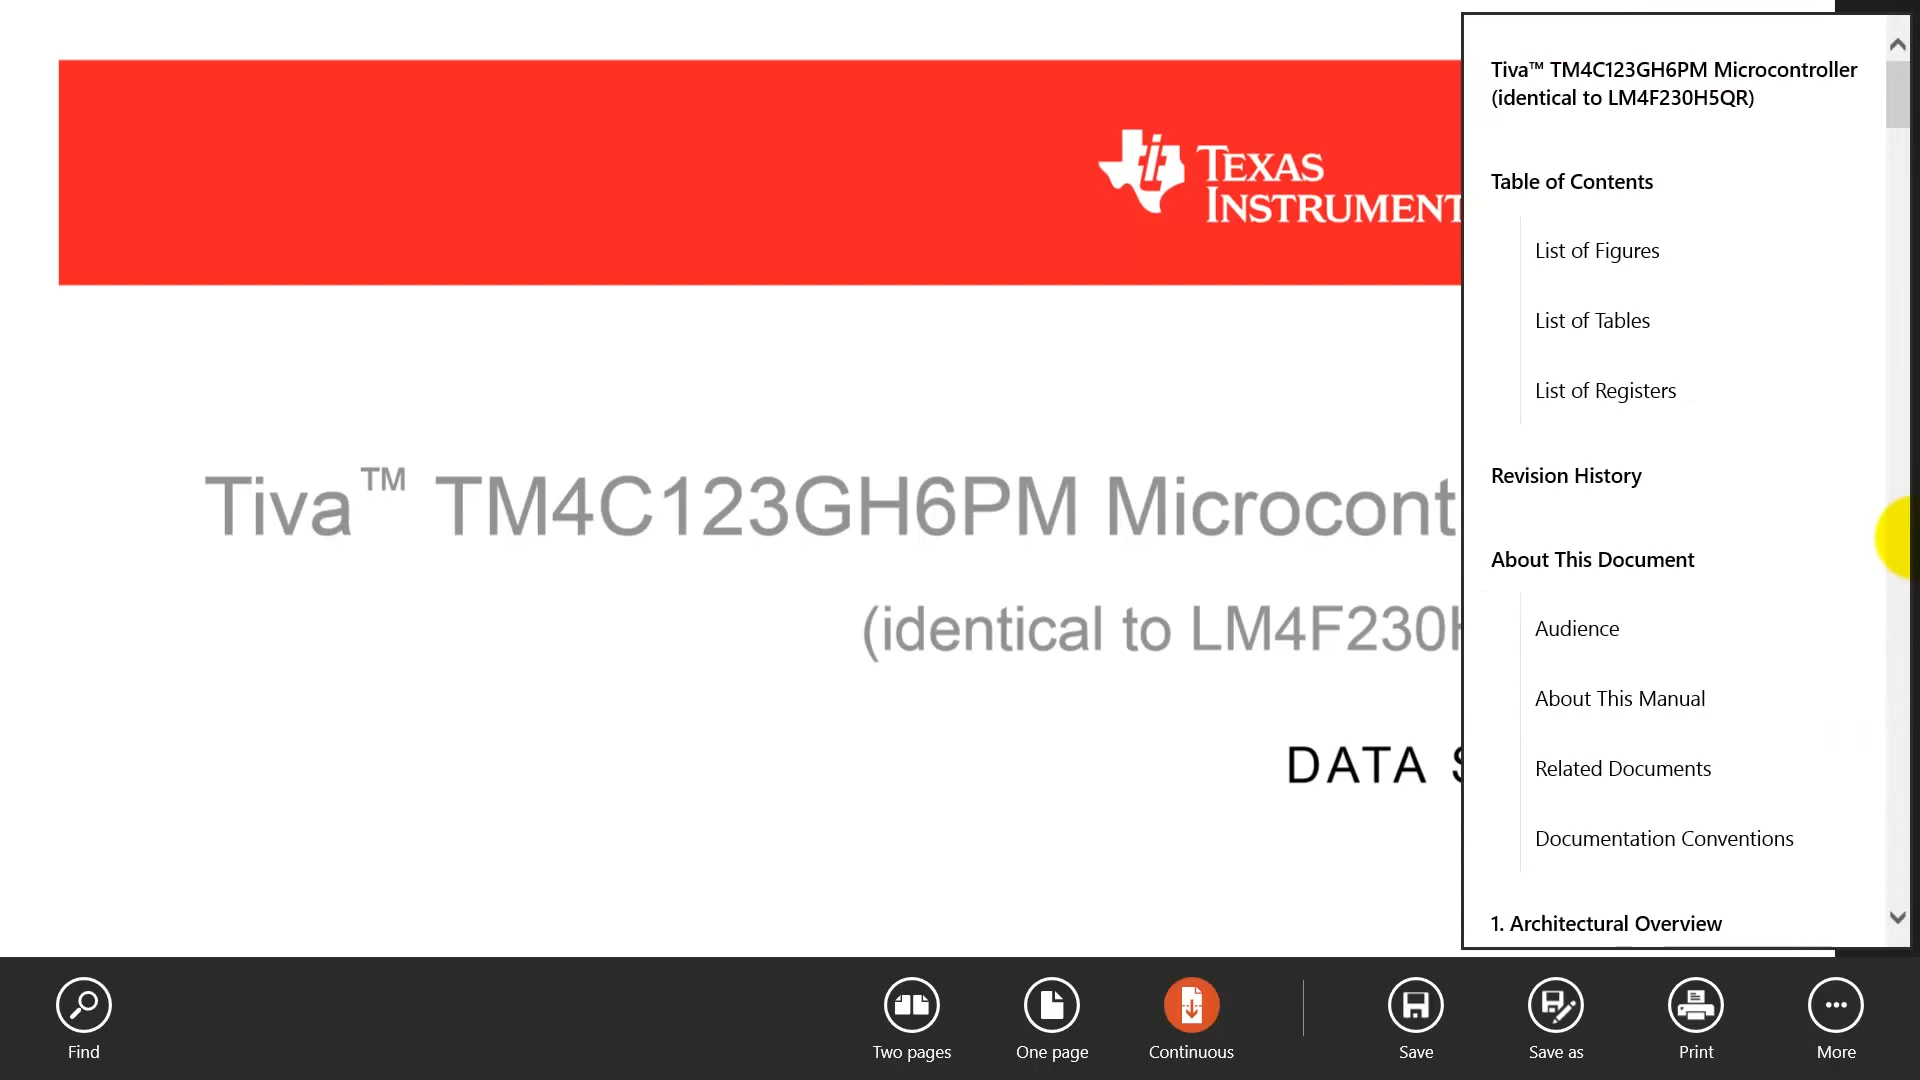 TEXAS
INSTRUMENT
Tiva™ TM4C123GH6PM Microcont
(identical to LM4F230H
DATA S
Tiva™ TM4C123GH6PM Microcontroller
(identical to LM4F230H5QR)
Table of Contents
List of Figures
List of Tables
List of Registers
Revision History
About This Document
Audience
About This Manual
Related Documents
Documentation Conventions
1. Architectural Overview
Find
Two pages
One page
Continuous
Save
Save as
Print
More